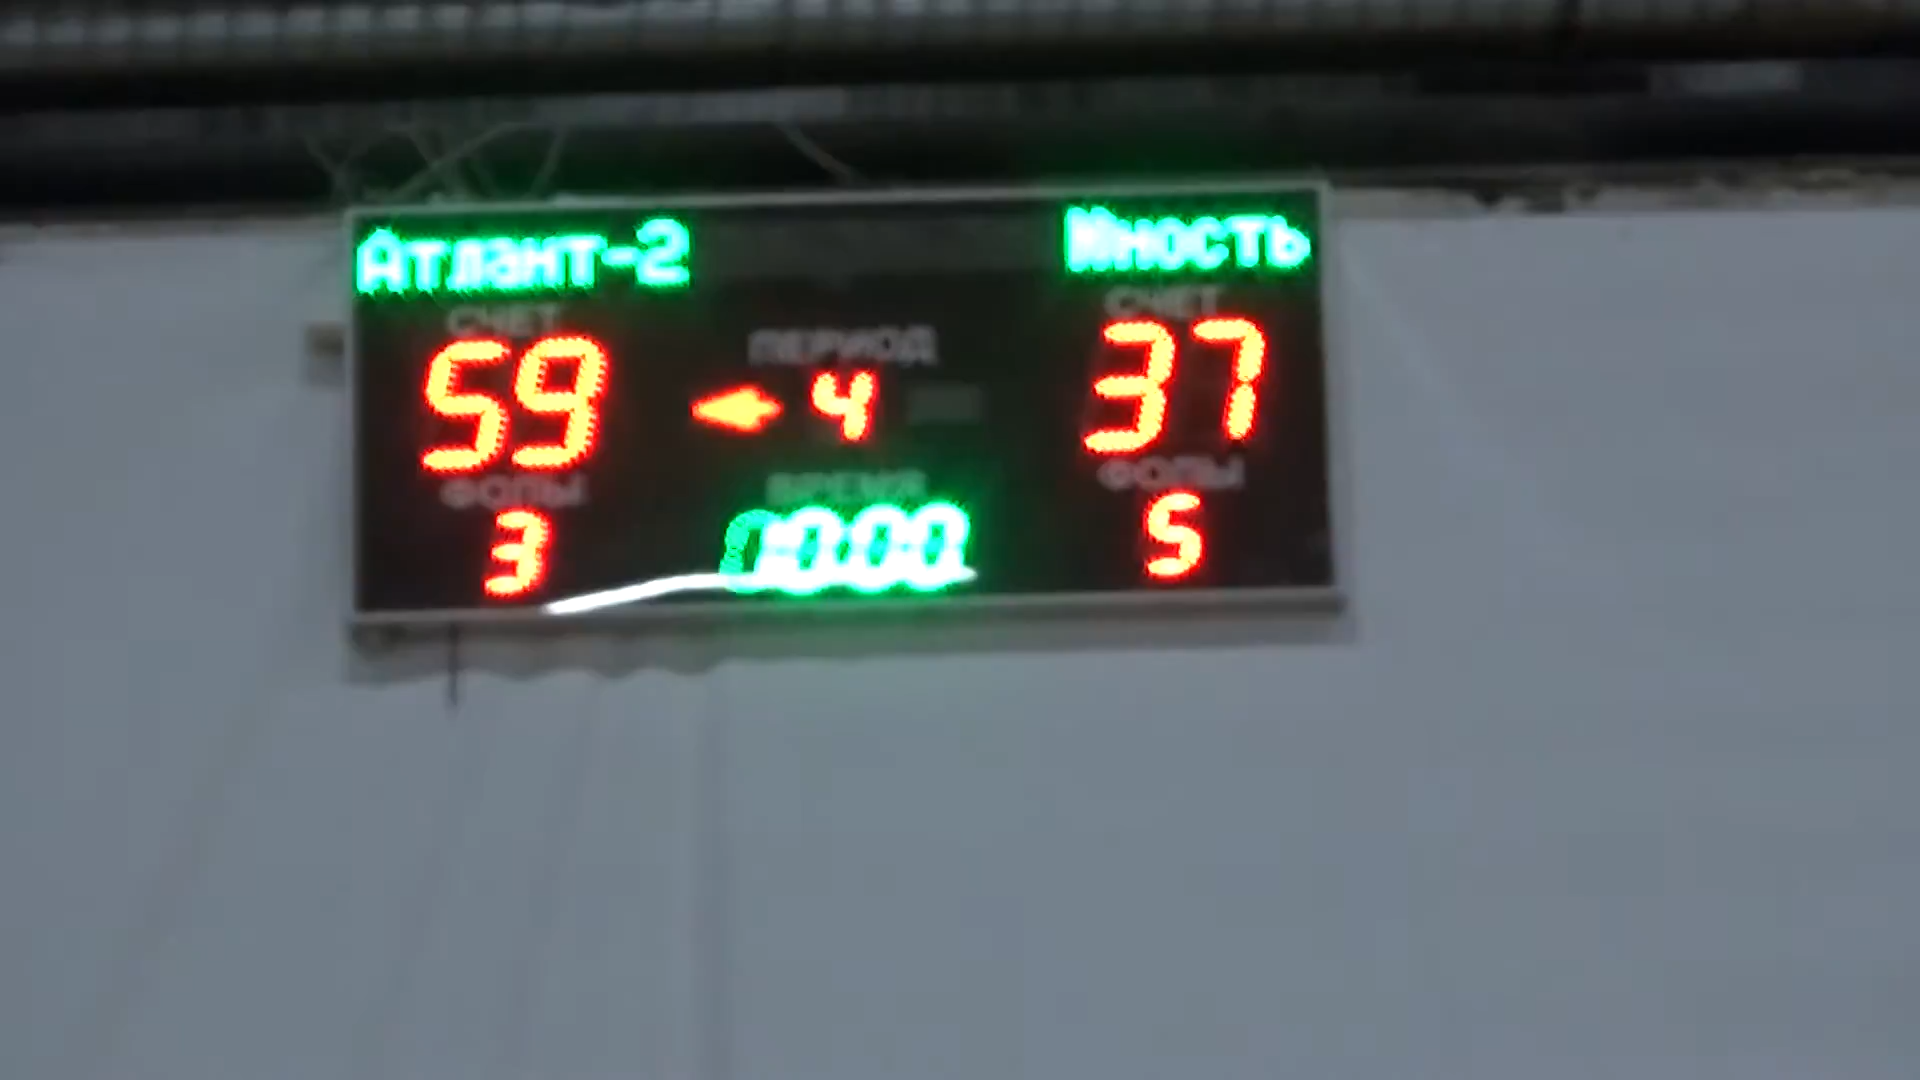 Атлант-2 Юность
СЧЕТ СЧЕТ
59 ПЕРИОД 37
4
ФОЛЫ ВРЕМЯ ФОЛЫ
3 5